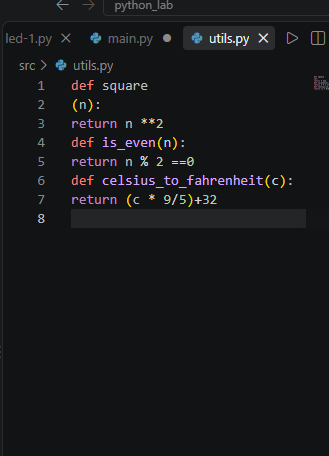 python_lab
led-1.py
main.py
utils.py
src > utils.py
1 def square
2 (n):
3 return n **2
4 def is_even(n):
5 return n % 2 ==0
6 def celsius_to_fahrenheit(c):
7 return (c * 9/5)+32
8